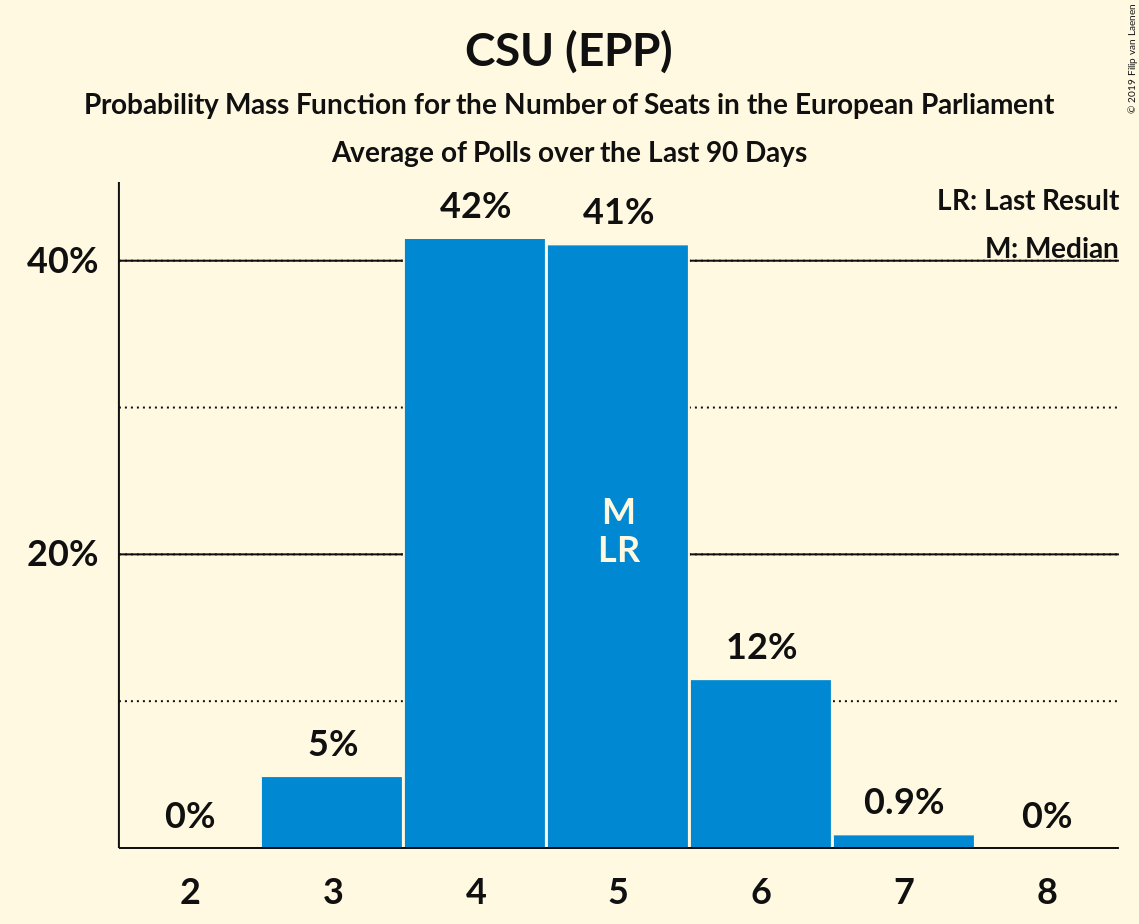 © 2019 Filip van Laenen
CSU (EPP)
Probability Mass Function for the Number of Seats in the European Parliament
Average of Polls over the Last 90 Days
LR: Last Result
M: Median
42%
41%
40%
M
LR
20%
12%
5%
0.9%
0%
0%
2 3 4 5 6 7 8